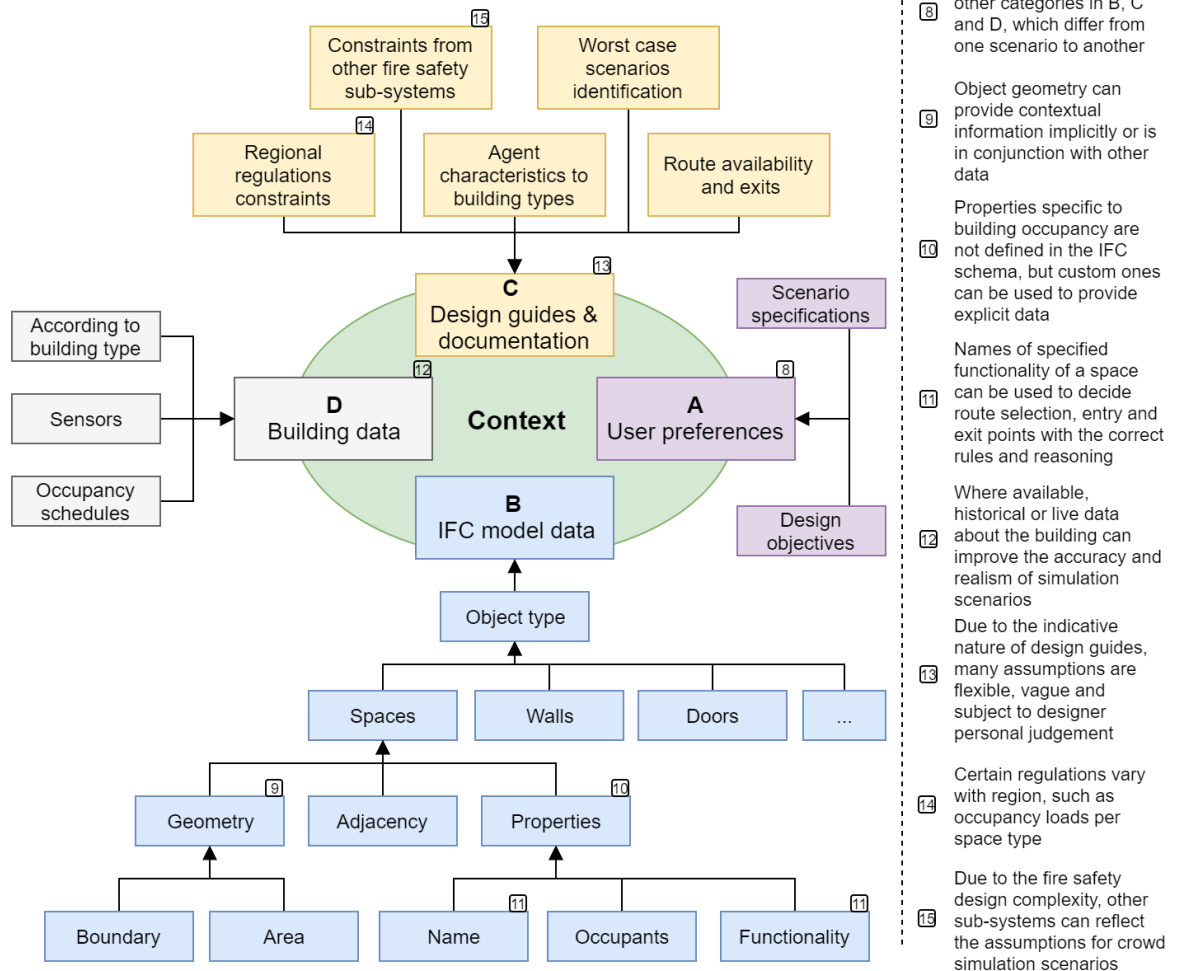 15
Constraints from
other fire safety
sub-systems
Worst case
scenarios
identification
14
Regional
regulations
constraints
Agent
characteristics to
building types
Route availability
and exits
13
C
Design guides &
documentation
Scenario
specifications
According to
building type
Sensors
Occupancy
schedules
12
D
Building data
Context
8
A
User preferences
B
IFC model data
Design
objectives
Object type
Spaces
Walls
Doors
...
9
Geometry
Adjacency
10
Properties
Boundary
Area
11
Name
Occupants
11
Functionality
8
other categories in B, C
and D, which differ from
one scenario to another
9
Object geometry can
provide contextual
information implicitly or is
in conjunction with other
data
10
Properties specific to
building occupancy are
not defined in the IFC
schema, but custom ones
can be used to provide
explicit data
11
Names of specified
functionality of a space
can be used to decide
route selection, entry and
exit points with the correct
rules and reasoning
12
Where available,
historical or live data
about the building can
improve the accuracy and
realism of simulation
scenarios
13
Due to the indicative
nature of design guides,
many assumptions are
flexible, vague and
subject to designer
personal judgement
14
Certain regulations vary
with region, such as
occupancy loads per
space type
15
Due to the fire safety
design complexity, other
sub-systems can reflect
the assumptions for crowd
simulation scenarios